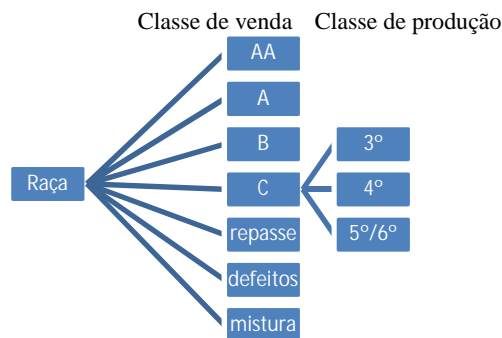 Classe de venda Classe de produção
AA
A
B 3º
Raça C 4º
repasse 5º/6º
defeitos
mistura